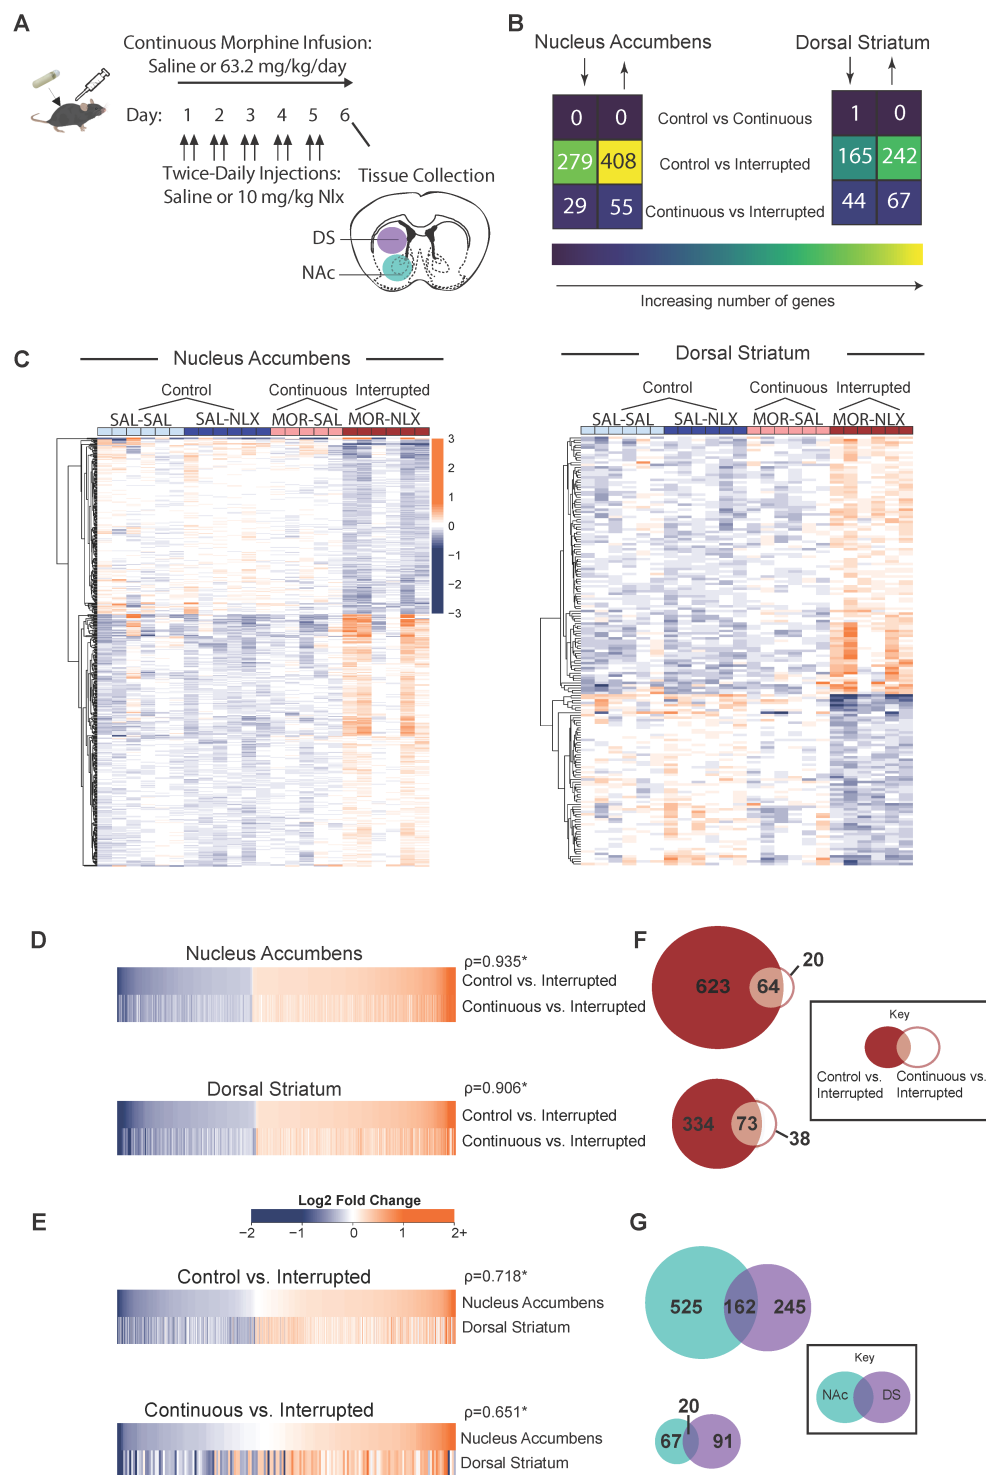 A
Continuous Morphine Infusion:
Saline or 63.2 mg/kg/day
Day: 1 2 3 4 5 6
Twice-Daily Injections:
Saline or 10 mg/kg Nlx
Tissue Collection
DS
NAc
B
Nucleus Accumbens
Dorsal Striatum
0 0 Control vs Continuous 1 0
279 408 Control vs Interrupted 165 242
29 55 Continuous vs Interrupted 44 67
Increasing number of genes
C
Nucleus Accumbens
Control Continuous Interrupted
SAL-SAL SAL-NLX MOR-SAL MOR-NLX
3
2
1
0
−1
−2
−3
Dorsal Striatum
Control Continuous Interrupted
SAL-SAL SAL-NLX MOR-SAL MOR-NLX
D
Nucleus Accumbens
ρ=0.935*
Control vs. Interrupted
Continuous vs. Interrupted
Dorsal Striatum
ρ=0.906*
Control vs. Interrupted
Continuous vs. Interrupted
F
623 64 20
334 73 38
Key
Control vs. Interrupted
Continuous vs. Interrupted
E
Log2 Fold Change
−2 −1 0 1 2+
Control vs. Interrupted
ρ=0.718*
Nucleus Accumbens
Dorsal Striatum
Continuous vs. Interrupted
ρ=0.651*
Nucleus Accumbens
Dorsal Striatum
G
525 162 245
20
67 91
Key
NAc DS